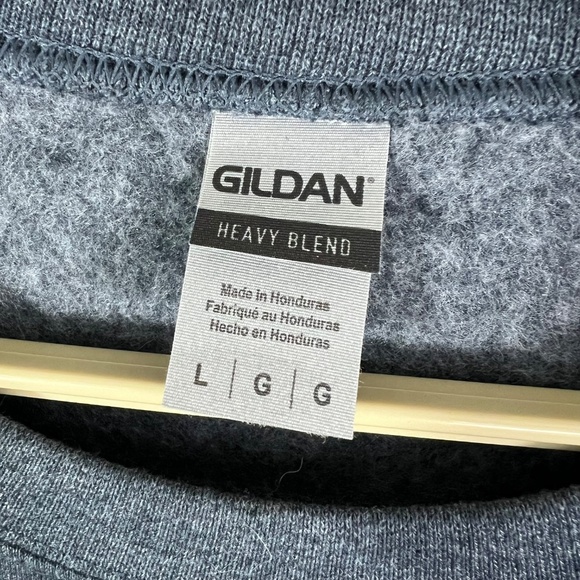 GILDAN®
HEAVY BLEND
Made in Honduras
Fabriqué au Honduras
Hecho en Honduras
L | G | G